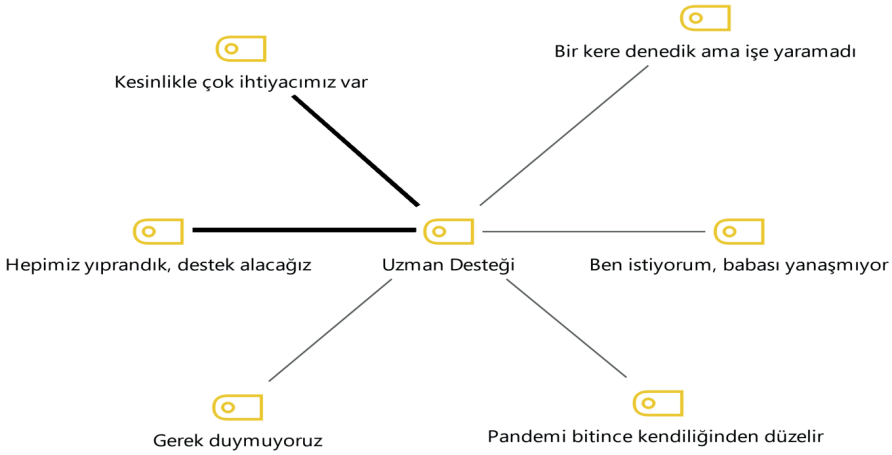 Bir kere denedik ama işe yaramadı
Kesinlikle çok ihtiyacımız var
Hepimiz yıprandık, destek alacağız
Uzman Desteği
Ben istiyorum, babası yanaşmıyor
Gerek duymuyoruz
Pandemi bitince kendiliğinden düzelir